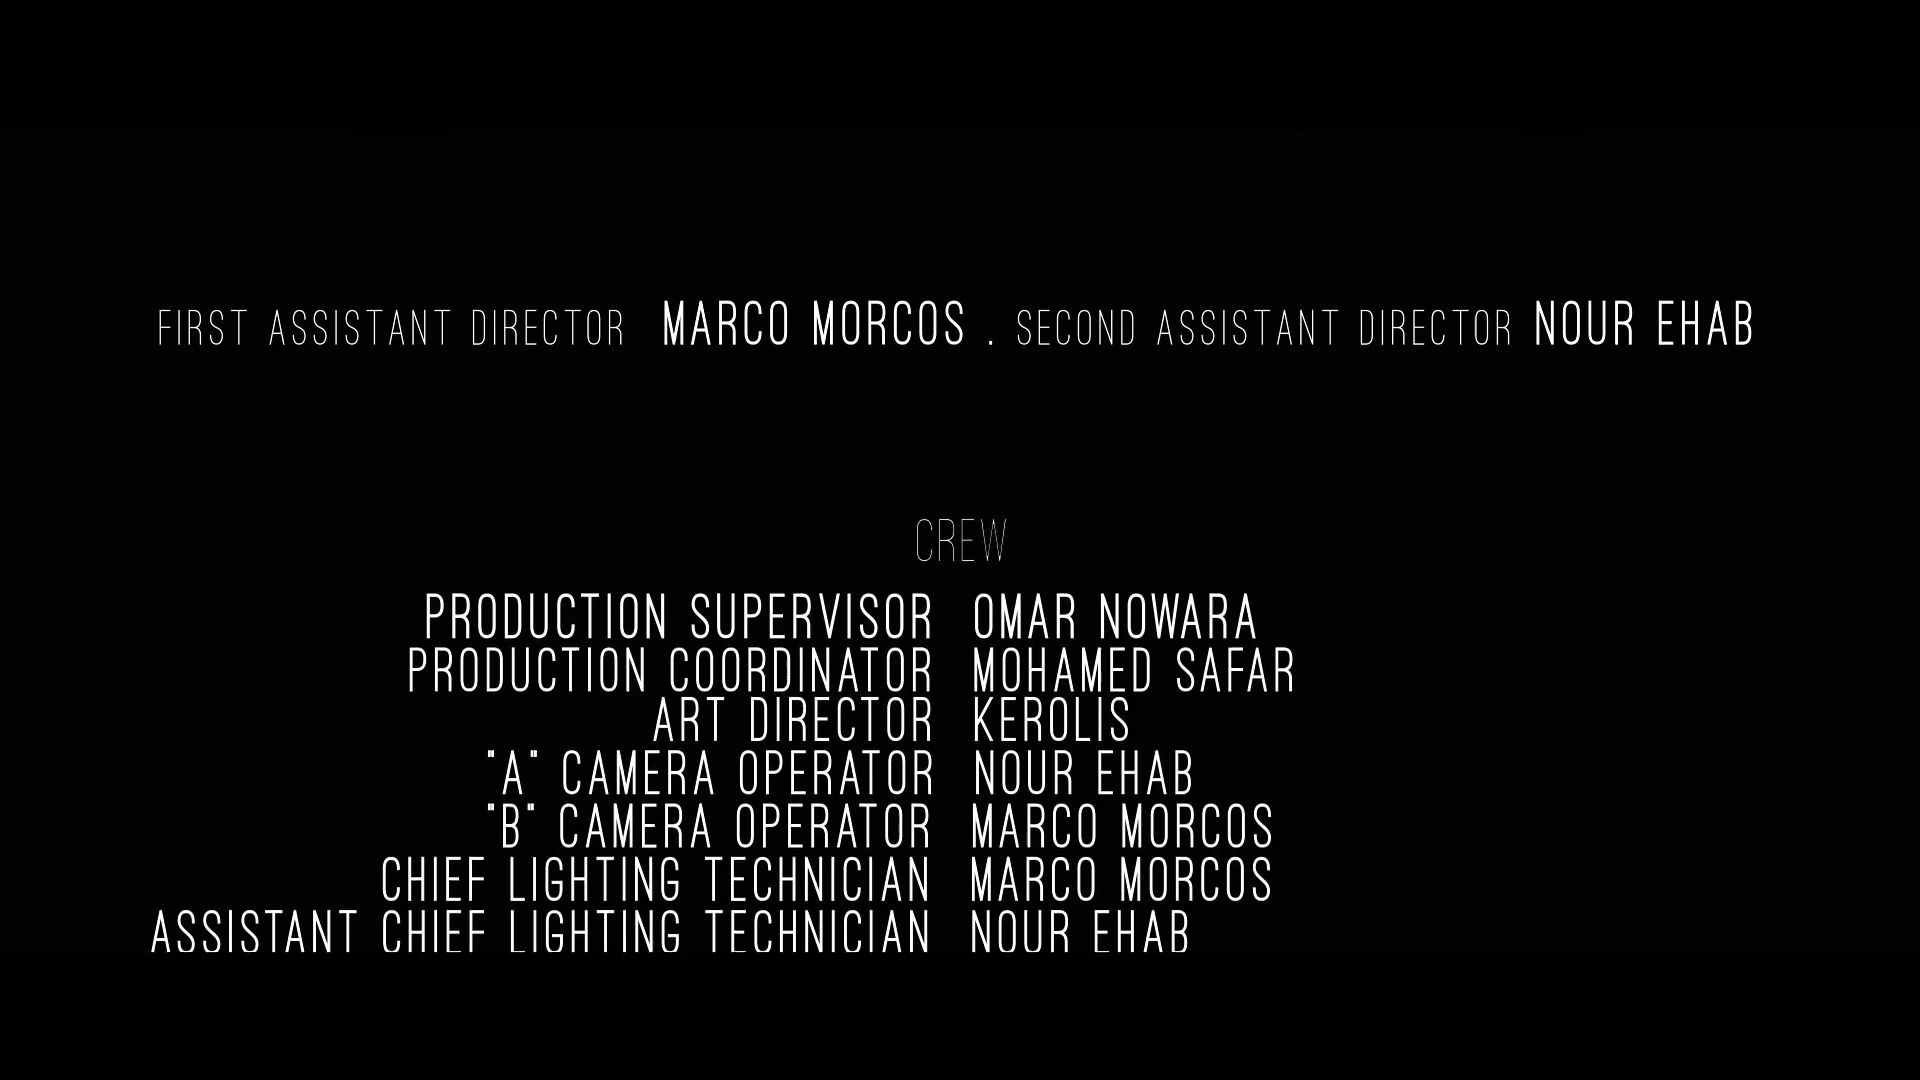 FIRST ASSISTANT DIRECTOR MARCO MORCOS . SECOND ASSISTANT DIRECTOR NOUR EHAB
CREW
PRODUCTION SUPERVISOR OMAR NOWARA
PRODUCTION COORDINATOR MOHAMED SAFAR
ART DIRECTOR KEROLIS
"A" CAMERA OPERATOR NOUR EHAB
"B" CAMERA OPERATOR MARCO MORCOS
CHIEF LIGHTING TECHNICIAN MARCO MORCOS
ASSISTANT CHIEF LIGHTING TECHNICIAN NOUR EHAB